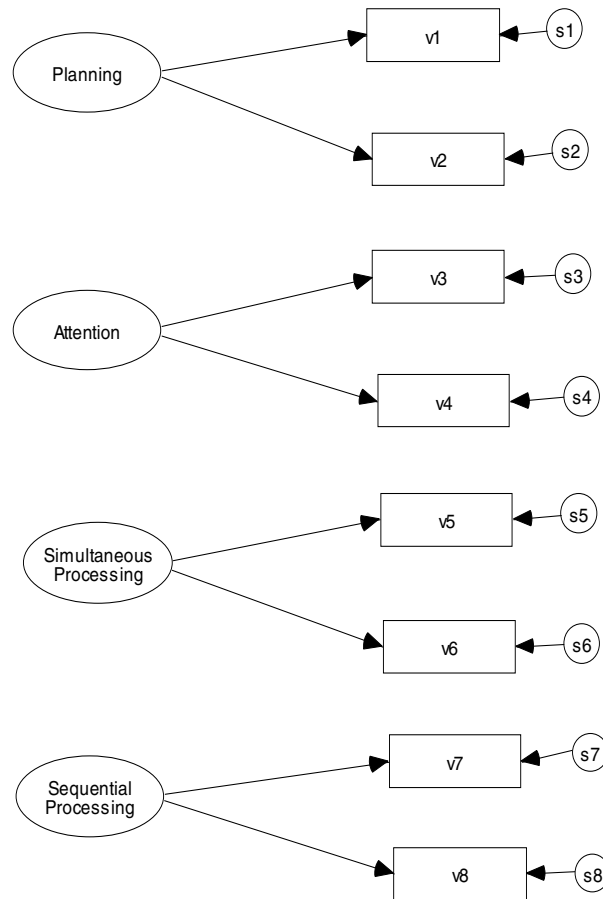 v1
s1
Planning
v2
s2
v3
s3
Attention
v4
s4
v5
s5
Simultaneous
Processing
v6
s6
v7
s7
Sequential
Processing
v8
s8